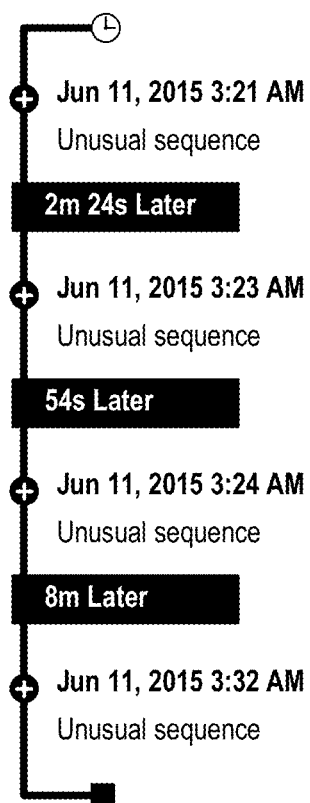 Jun 11, 2015 3:21 AM
Unusual sequence
2m 24s Later
Jun 11, 2015 3:23 AM
Unusual sequence
54s Later
Jun 11, 2015 3:24 AM
Unusual sequence
8m Later
Jun 11, 2015 3:32 AM
Unusual sequence